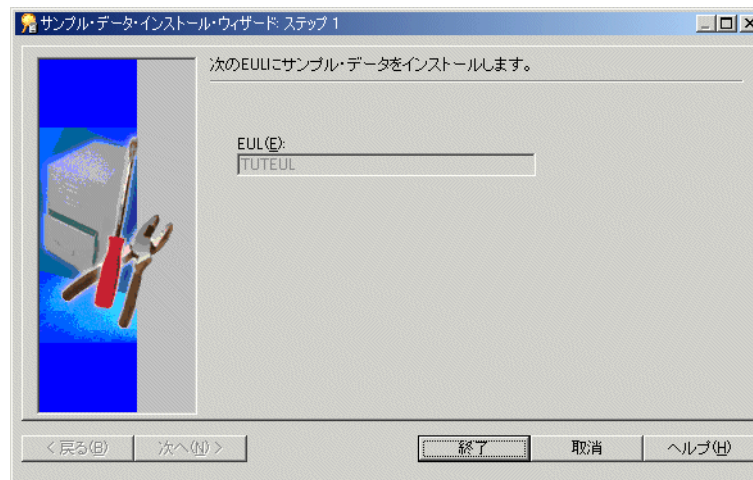 サンプル・データ・インストール・ウィザード: ステップ 1
次のEULにサンプル・データをインストールします。
EUL(E):
TUTEUL
< 戻る(B)
次へ(N) >
終了
取消
ヘルプ(H)